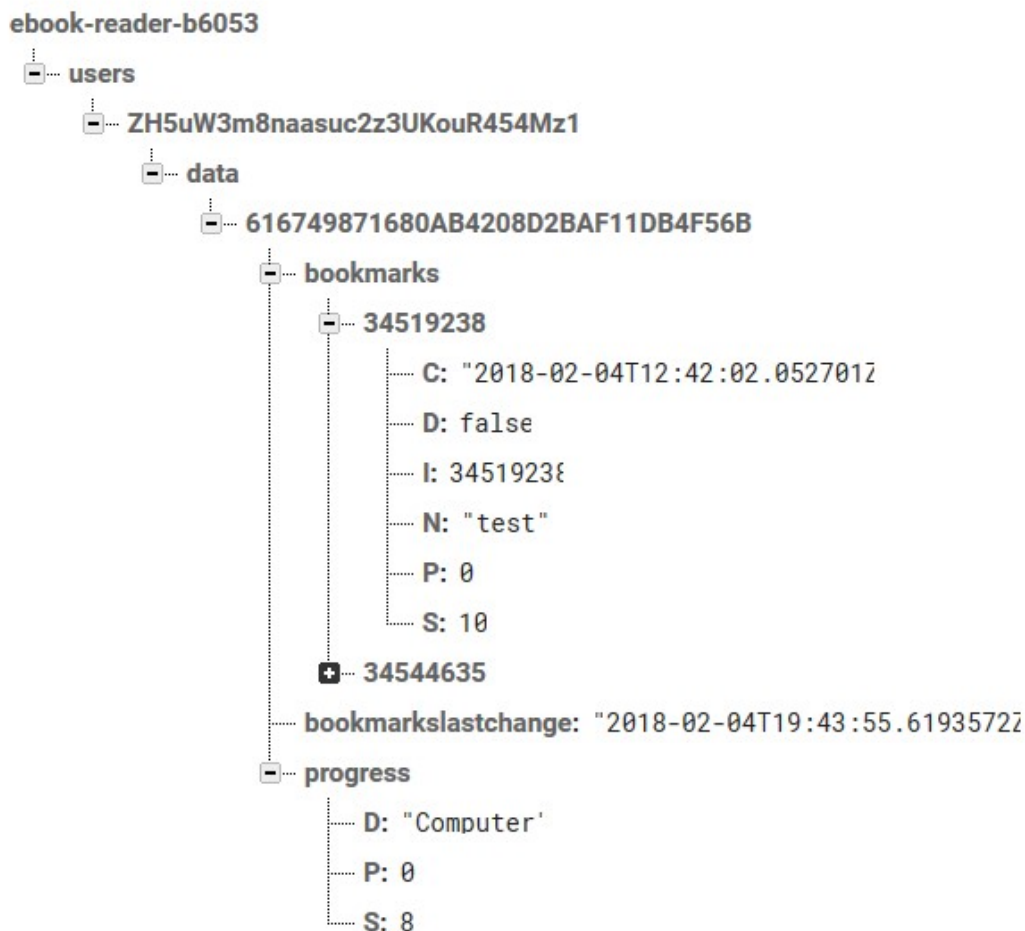 ebook-reader-b6053
users
ZH5uW3m8naasuc2z3UKouR454Mz1
data
616749871680AB4208D2BAF11DB4F56B
bookmarks
34519238
C: "2018-02-04T12:42:02.052701Z
D: false
I: 34519238
N: "test"
P: 0
S: 10
34544635
bookmarkslastchange: "2018-02-04T19:43:55.6193572Z
progress
D: "Computer'
P: 0
S: 8